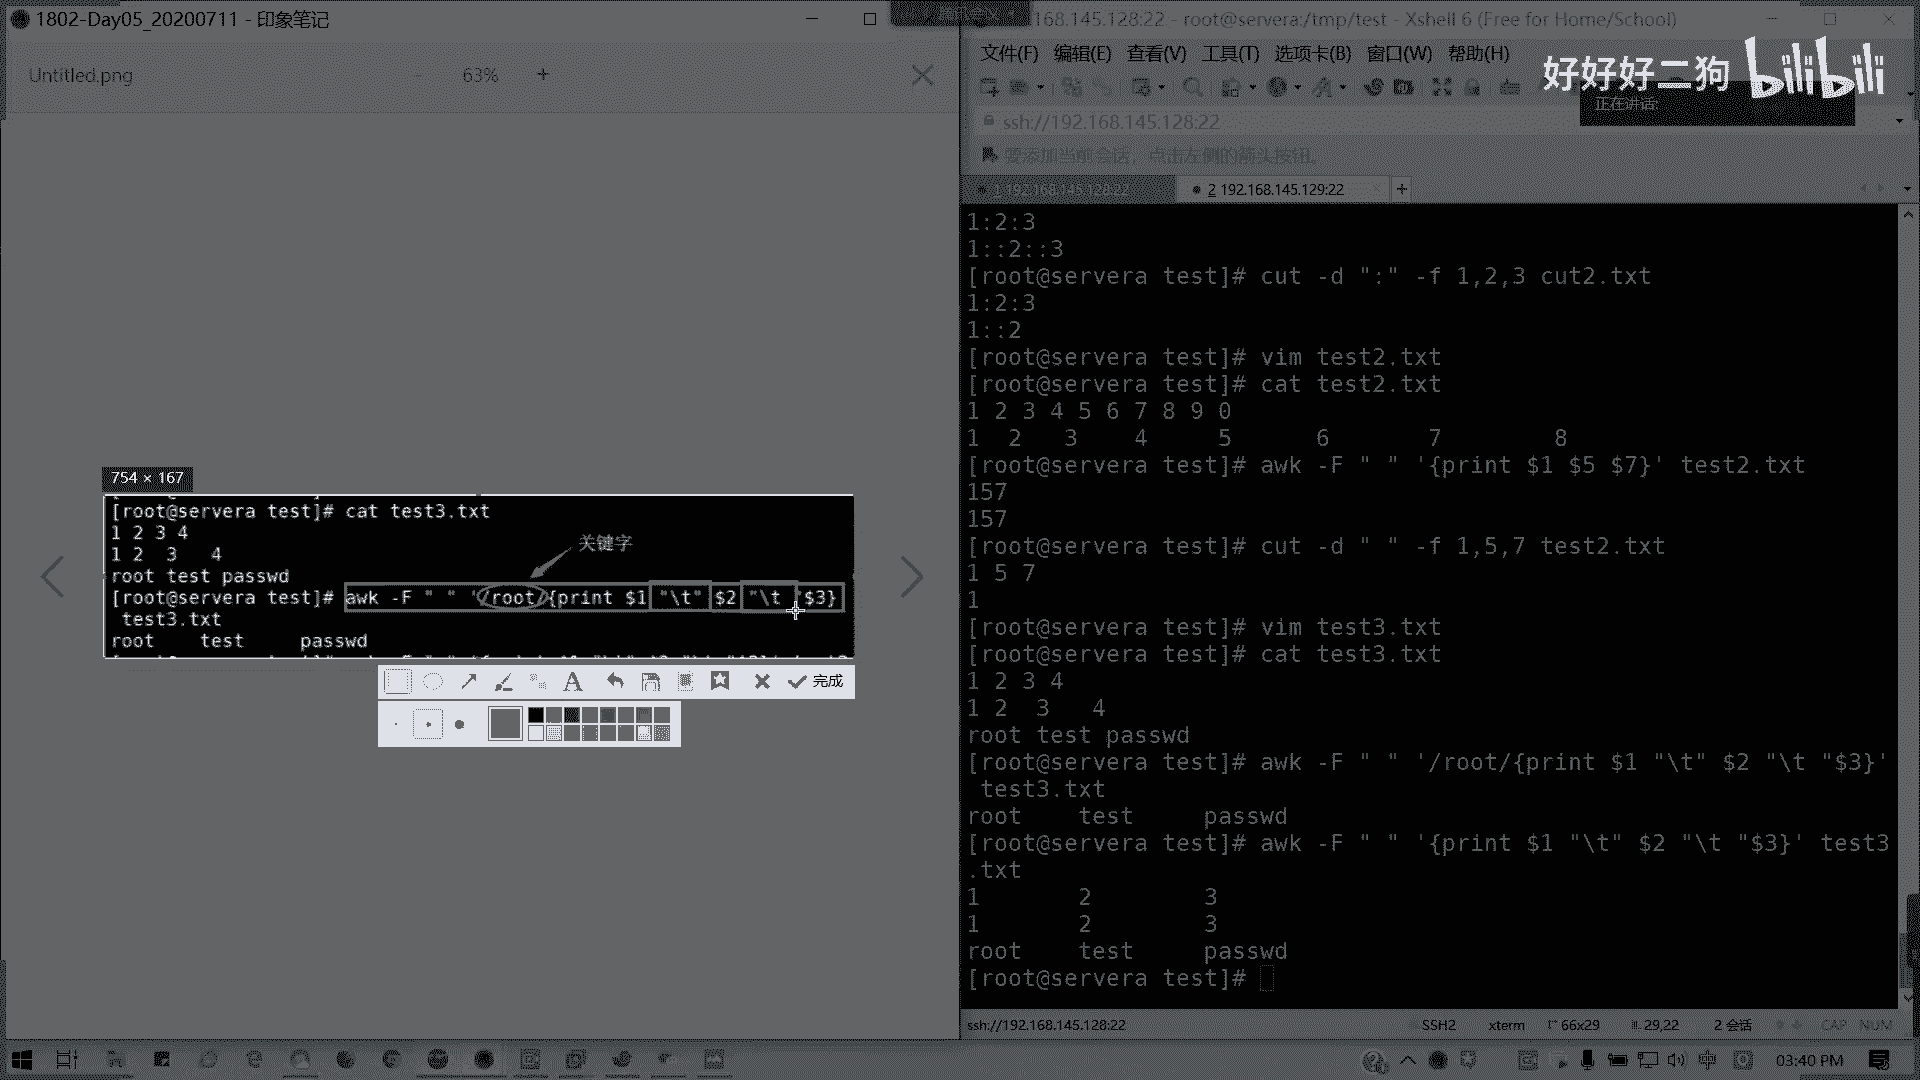 1802-Day05_20200711 - 印象笔记
Untitled.png
63%
754 × 167
[root@servera test]# cat test3.txt
1 2 3 4
1 2  3   4
root test passwd
关键字
[root@servera test]# awk -F " " '/root/{print $1 "\t" $2 "\t "$3}
 test3.txt
root    test     passwd
完成
168.145.128:22 - root@servera:/tmp/test - Xshell 6 (Free for Home/School)
文件(F) 编辑(E) 查看(V) 工具(T) 选项卡(B) 窗口(W) 帮助(H)
好好好二狗 bilibili
正在讲话:
ssh://192.168.145.128:22
要添加当前会话，点击左侧的箭头按钮。
1 192.168.145.128:22
2 192.168.145.129:22
1:2:3
1::2::3
[root@servera test]# cut -d ":" -f 1,2,3 cut2.txt
1:2:3
1::2
[root@servera test]# vim test2.txt
[root@servera test]# cat test2.txt
1 2 3 4 5 6 7 8 9 0
1  2   3    4     5      6       7        8
[root@servera test]# awk -F " " '{print $1 $5 $7}' test2.txt
157
157
[root@servera test]# cut -d " " -f 1,5,7 test2.txt
1 5 7
1
[root@servera test]# vim test3.txt
[root@servera test]# cat test3.txt
1 2 3 4
1 2  3   4
root test passwd
[root@servera test]# awk -F " " '/root/{print $1 "\t" $2 "\t "$3}'
 test3.txt
root    test     passwd
[root@servera test]# awk -F " " '{print $1 "\t" $2 "\t "$3}' test3
.txt
1       2        3
1       2        3
root    test     passwd
[root@servera test]#
ssh://192.168.145.128:22
SSH2
xterm
66x29
29,22
2 会话
CAP
NUM
中
03:40 PM